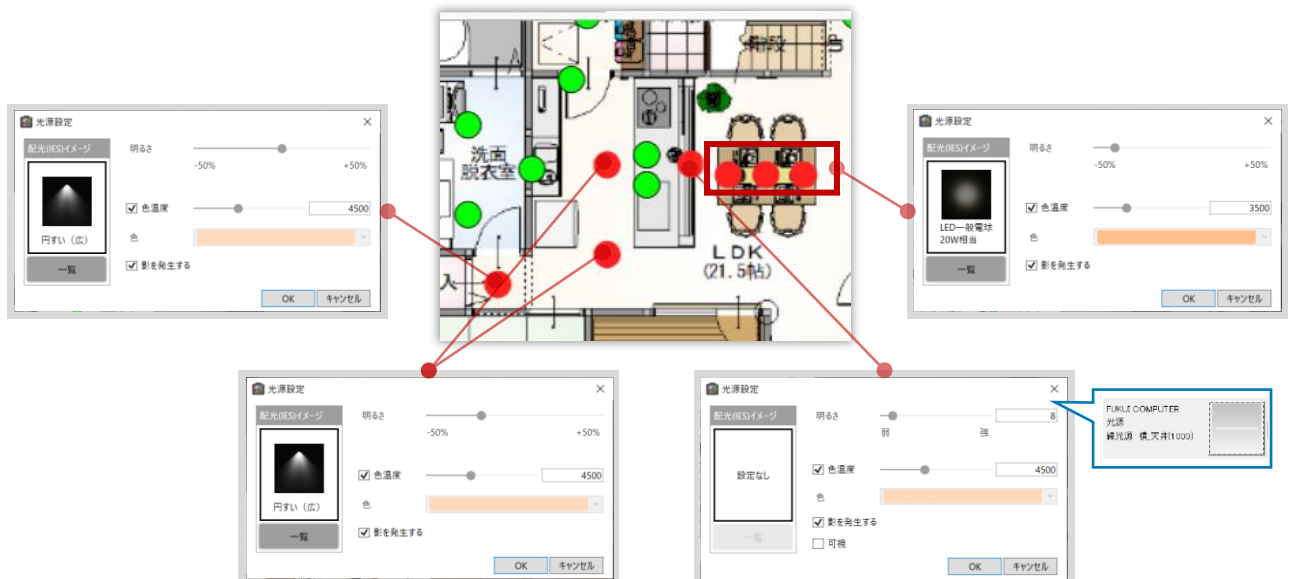 階段
UP
洗面
脱衣室
入
LDK
(21.5帖)
光源設定
配光(IES)イメージ
円すい（広）
一覧
明るさ
-50%
+50%
色温度
4500
色
影を発生する
OK
キャンセル
光源設定
配光(IES)イメージ
LED一般電球
20W相当
一覧
明るさ
-50%
+50%
色温度
3500
色
影を発生する
OK
キャンセル
光源設定
配光(IES)イメージ
円すい（広）
一覧
明るさ
-50%
+50%
色温度
4500
色
影を発生する
OK
キャンセル
光源設定
配光(IES)イメージ
設定なし
一覧
明るさ
8
弱
強
色温度
4500
色
影を発生する
可視
OK
キャンセル
FUKUI COMPUTER
光源
線光源 横_天井(1000)